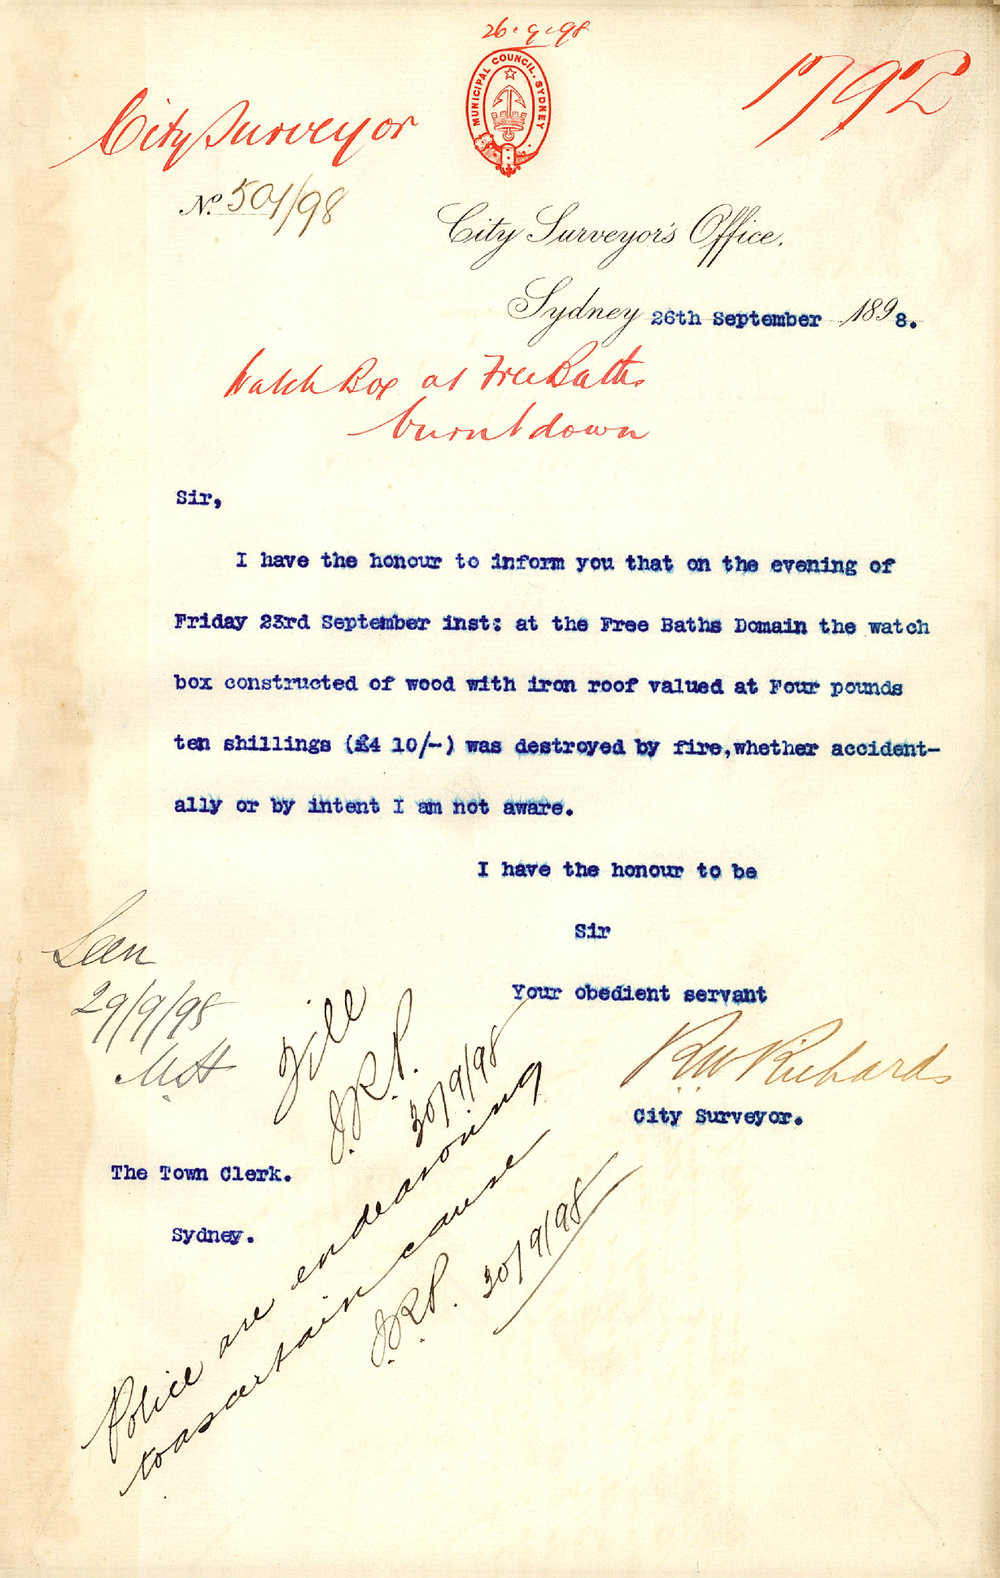 26.9.98
MUNICIPAL COUNCIL. SYDNEY
1792
City Surveyor
No. 501/98
City Surveyor's Office.
Sydney 26th September 1898.
Watch Box at Free Baths
burnt down
Sir,
I have the honour to inform you that on the evening of
Friday 23rd September inst: at the Free Baths Domain the watch
box constructed of wood with iron roof valued at Four pounds
ten shillings (£4 10/-) was destroyed by fire,whether accident-
ally or by intent I am not aware.
I have the honour to be
Sir
Your obedient servant
RW Richards
City Surveyor.
The Town Clerk.
Sydney.
Seen
29/9/98
File
J.R.P.
30/9/98
Police are endeavoring
to ascertain cause
J.R.P. 30/9/98